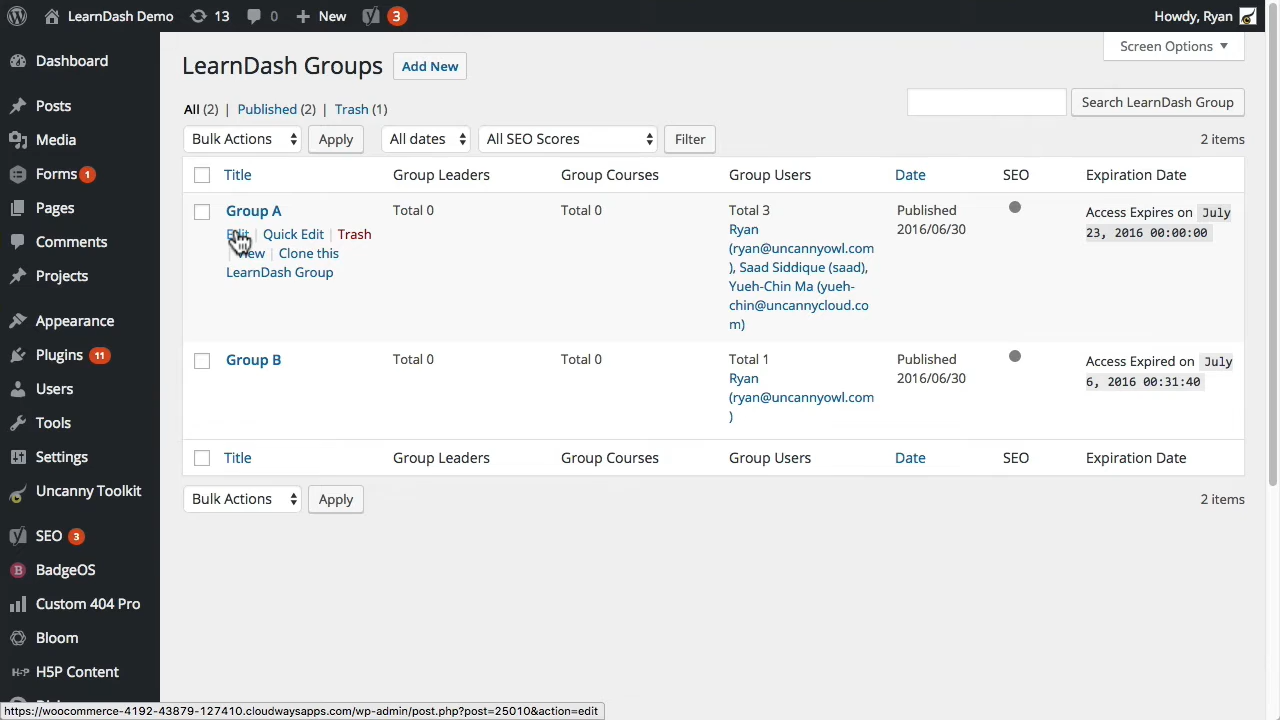 LearnDash Demo 13 0 New 3 Howdy, Ryan
Screen Options
Dashboard
Posts
Media
Forms 1
Pages
Comments
Projects
Appearance
Plugins 11
Users
Tools
Settings
Uncanny Toolkit
SEO 3
BadgeOS
Custom 404 Pro
Bloom
H5P H5P Content
LearnDash Groups Add New
All (2) | Published (2) | Trash (1)
Search LearnDash Group
Bulk Actions Apply All dates All SEO Scores Filter 2 items
Title Group Leaders Group Courses Group Users Date SEO Expiration Date
Group A
Edit | Quick Edit | Trash
| View | Clone this
LearnDash Group
Total 0
Total 0
Total 3
Ryan
(ryan@uncannyowl.com
), Saad Siddique (saad),
Yueh-Chin Ma (yueh-
chin@uncannycloud.co
m)
Published
2016/06/30
Access Expires on July
23, 2016 00:00:00
Group B
Total 0
Total 0
Total 1
Ryan
(ryan@uncannyowl.com
)
Published
2016/06/30
Access Expired on July
6, 2016 00:31:40
Title Group Leaders Group Courses Group Users Date SEO Expiration Date
Bulk Actions Apply 2 items
https://woocommerce-4192-43879-127410.cloudwaysapps.com/wp-admin/post.php?post=25010&action=edit